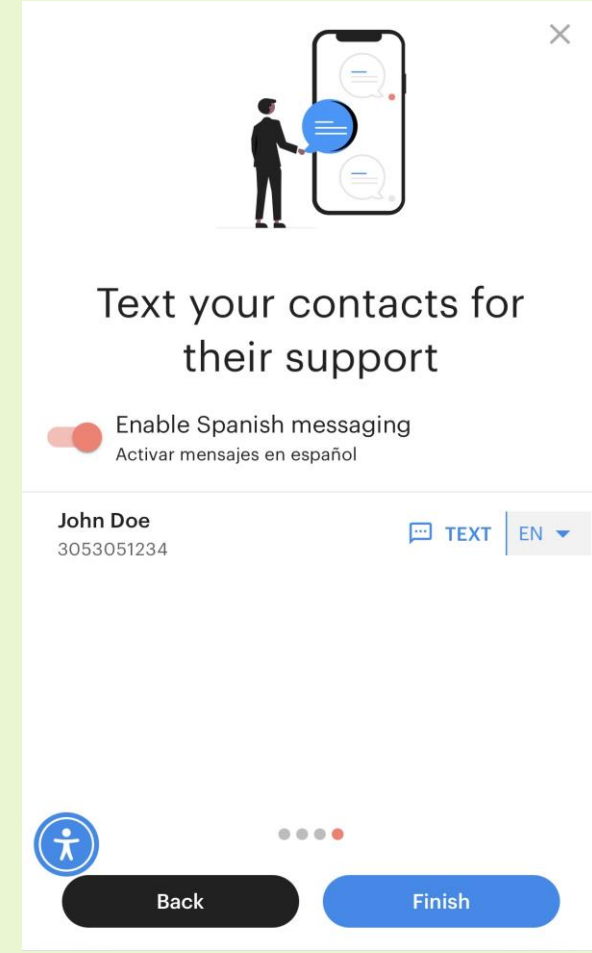 Text your contacts for
their support
Enable Spanish messaging
Activar mensajes en español
John Doe
TEXT EN
3053051234
Back Finish